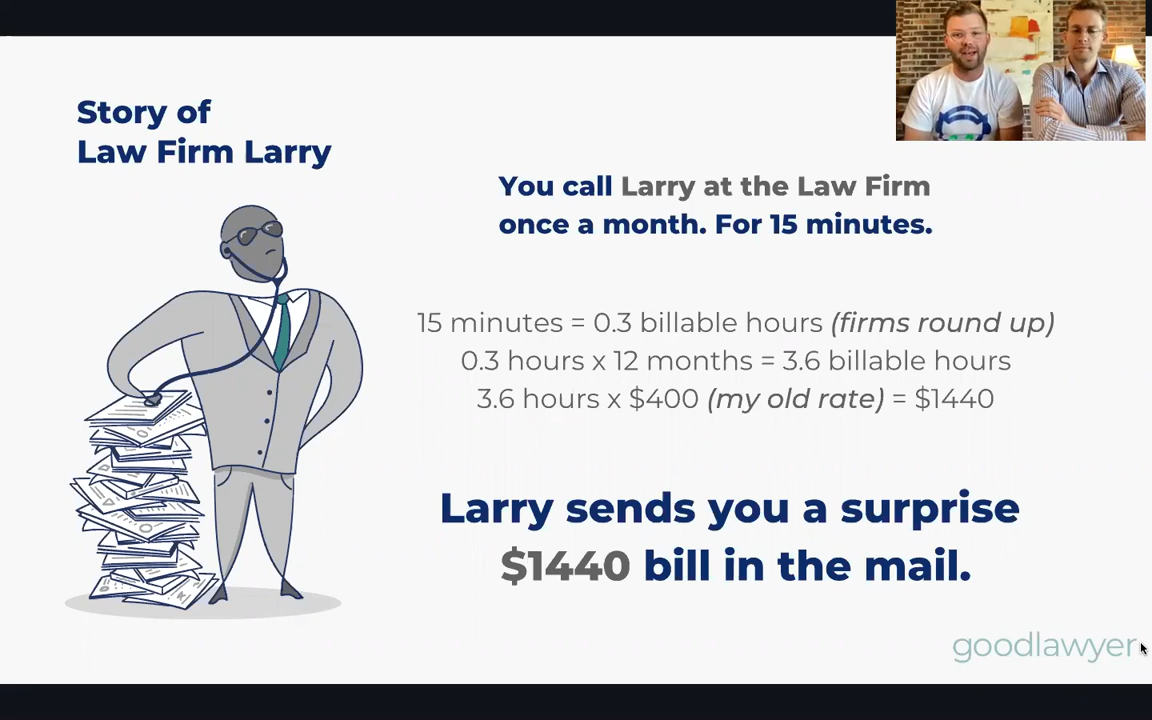 Story of
Law Firm Larry
You call Larry at the Law Firm
once a month. For 15 minutes.
15 minutes = 0.3 billable hours (firms round up)
0.3 hours x 12 months = 3.6 billable hours
3.6 hours x $400 (my old rate) = $1440
Larry sends you a surprise
$1440 bill in the mail.
goodlawyer